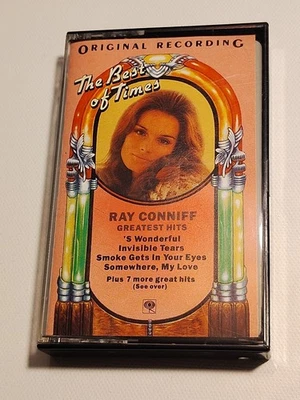 ORIGINAL RECORDING
The Best
of Times
RAY CONNIFF
GREATEST HITS
'S Wonderful
Invisible Tears
Smoke Gets in Your Eyes
Somewhere, My Love
Plus 7 more great hits
(See over)